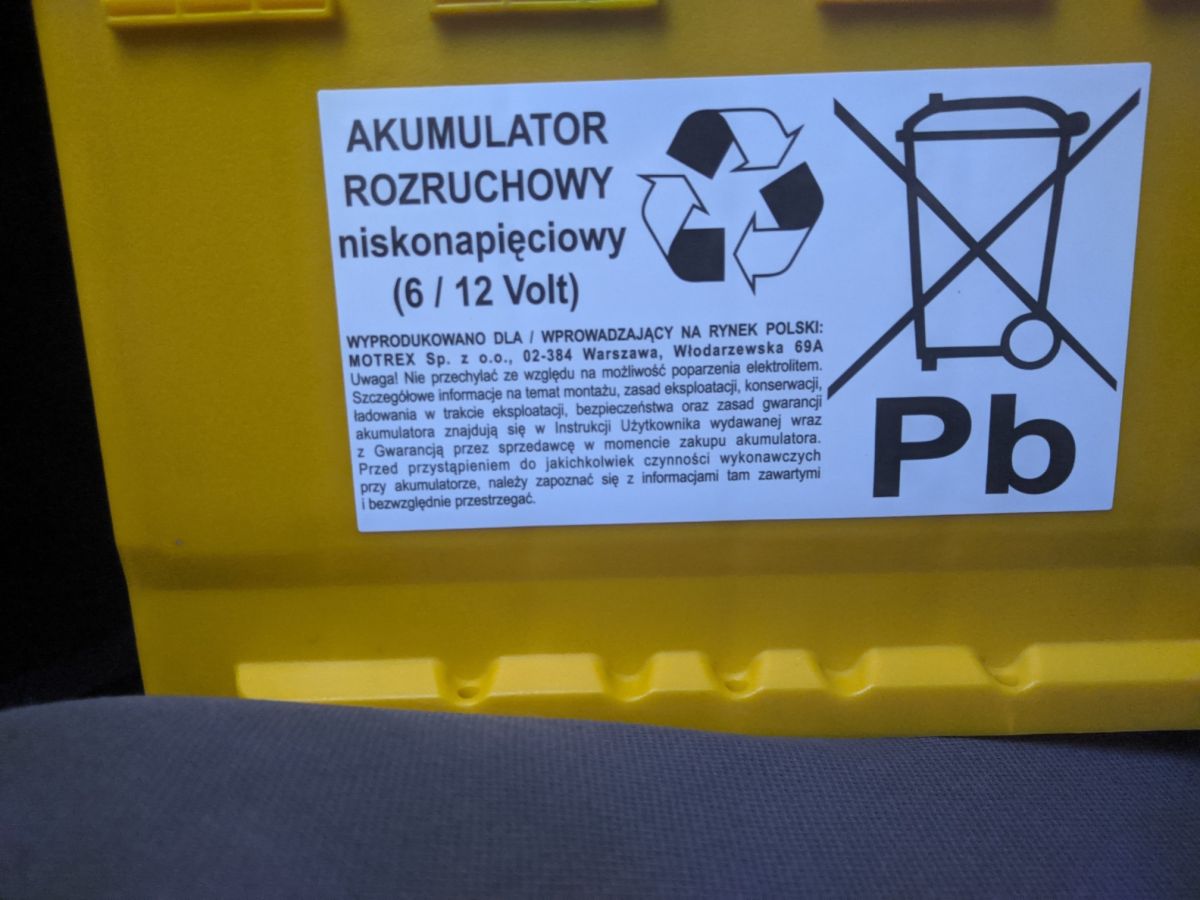 AKUMULATOR
ROZRUCHOWY
niskonapięciowy
(6 / 12 Volt)
WYPRODUKOWANO DLA / WPROWADZAJĄCY NA RYNEK POLSKI:
MOTREX Sp. z o.o., 02-384 Warszawa, Włodarzewska 69A
Uwaga! Nie przechylać ze względu na możliwość poparzenia elektrolitem.
Szczegółowe informacje na temat montażu, zasad eksploatacji, konserwacji,
ładowania w trakcie eksploatacji, bezpieczeństwa oraz zasad gwarancji
akumulatora znajdują się w Instrukcji Użytkownika wydawanej wraz
z Gwarancją przez sprzedawcę w momencie zakupu akumulatora.
Przed przystąpieniem do jakichkolwiek czynności wykonawczych
przy akumulatorze, należy zapoznać się z informacjami tam zawartymi
i bezwzględnie przestrzegać.
Pb